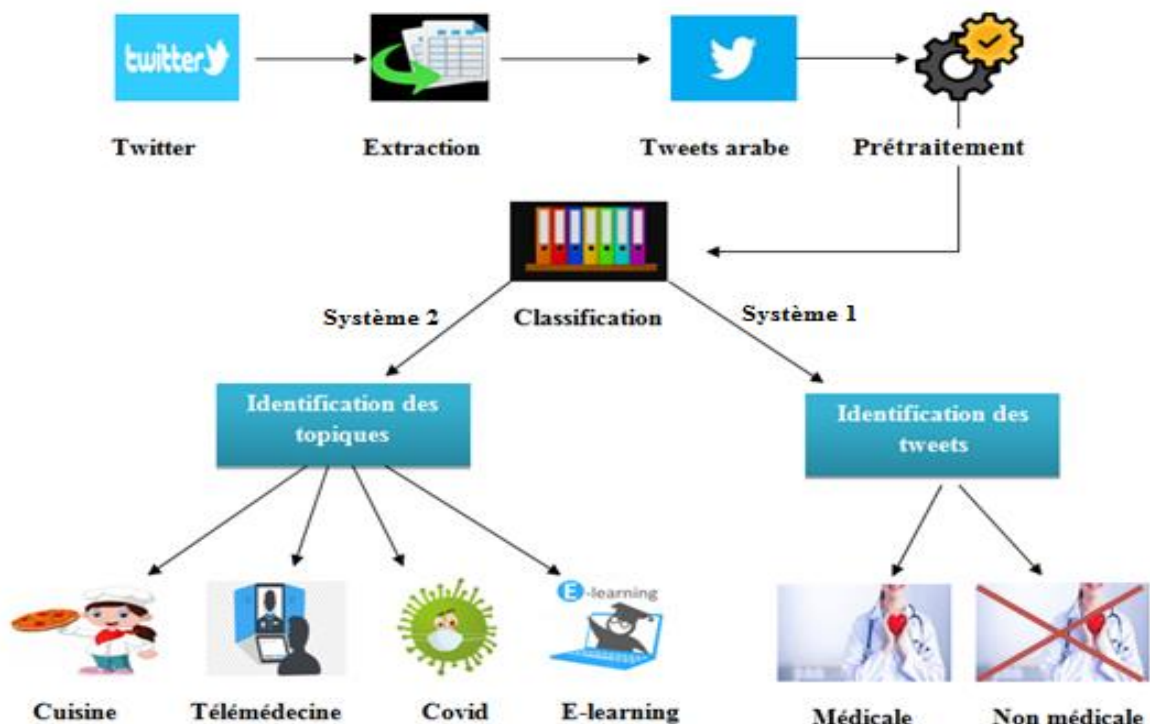 twitter
Twitter
Extraction
Tweets arabe
Prétraitement
Classification
Système 2
Système 1
Identification des
topiques
Identification des
tweets
E-learning
Cuisine
Télémédecine
Covid
E-learning
Médicale
Non médicale